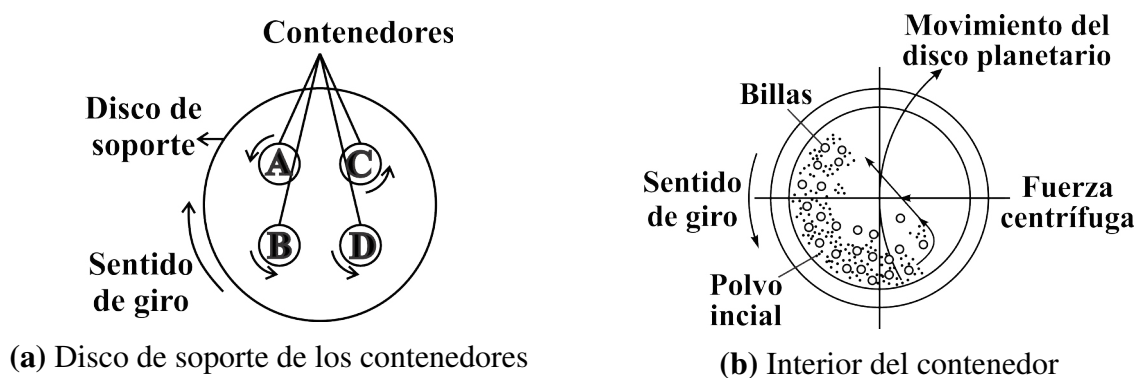 Contenedores
Disco de
soporte
A
C
B
D
Sentido
de giro
(a) Disco de soporte de los contenedores
Movimiento del
disco planetario
Billas
Sentido
de giro
Fuerza
centrífuga
Polvo
incial
(b) Interior del contenedor